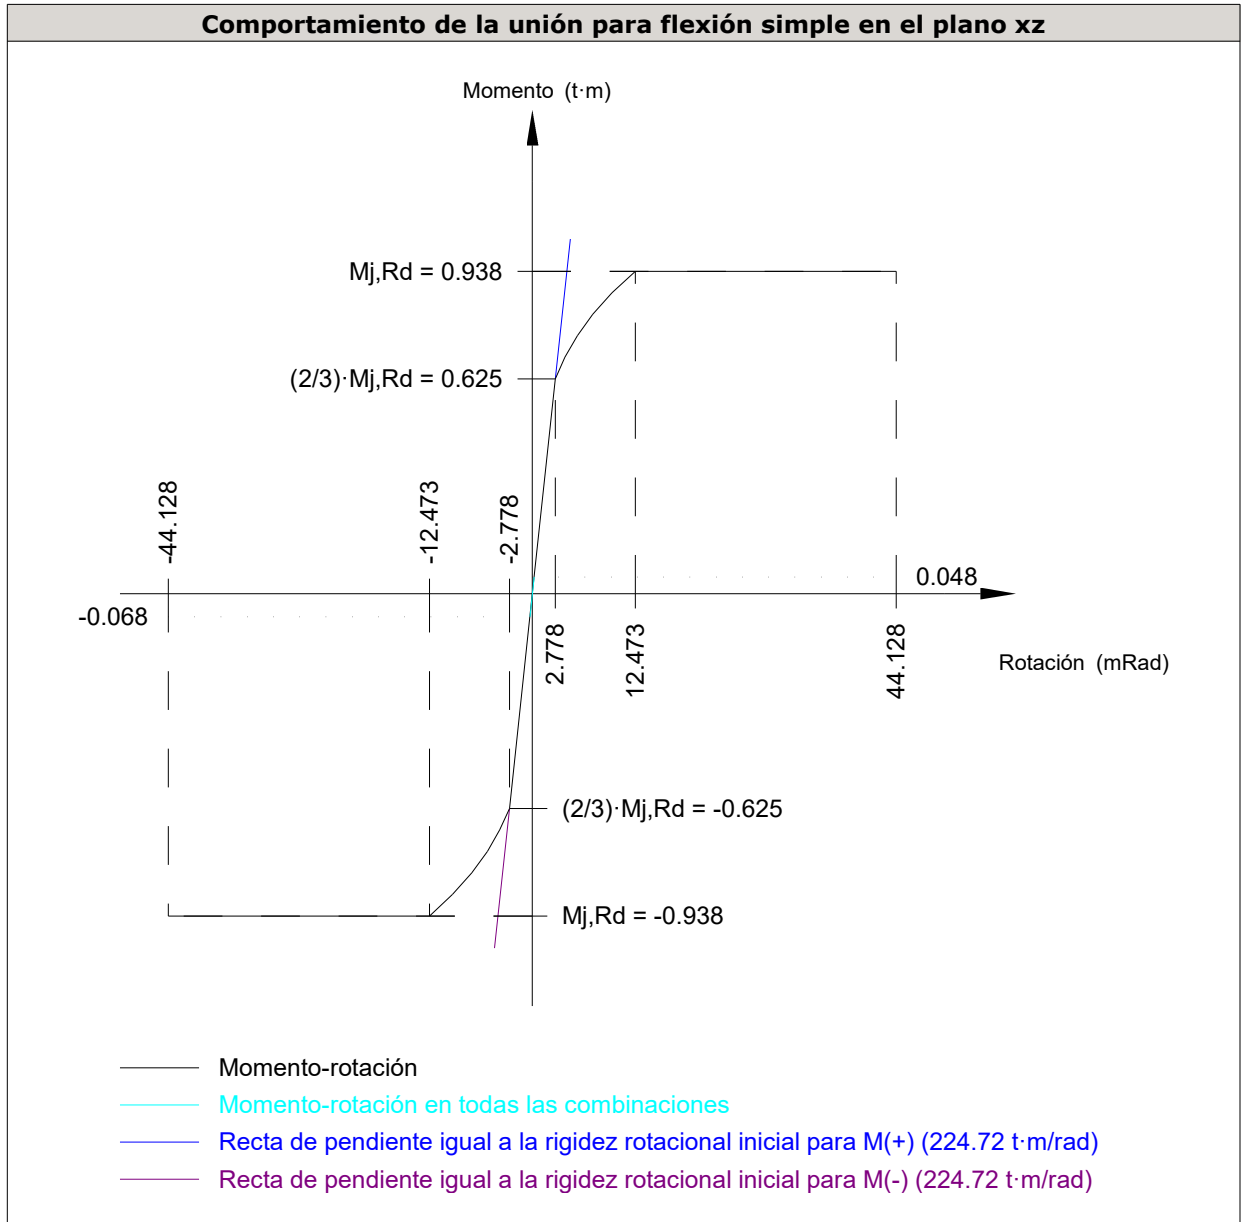 Comportamiento de la unión para flexión simple en el plano xz
Momento (t·m)
Mj,Rd = 0.938
(2/3)·Mj,Rd = 0.625
-44.128
-12.473
-2.778
0.048
-0.068
2.778
12.473
44.128
Rotación (mRad)
(2/3)·Mj,Rd = -0.625
Mj,Rd = -0.938
Momento-rotación
Momento-rotación en todas las combinaciones
Recta de pendiente igual a la rigidez rotacional inicial para M(+) (224.72 t·m/rad)
Recta de pendiente igual a la rigidez rotacional inicial para M(-) (224.72 t·m/rad)